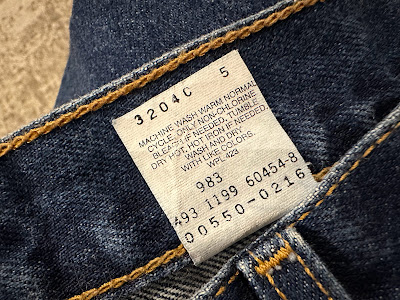 3204C 5
MACHINE WASH WARM, NORMAL
CYCLE, ONLY NON-CHLORINE
BLEACH IF NEEDED, TUMBLE
DRY HOT, HOT IRON IF NEEDED.
WASH AND DRY
WITH LIKE COLORS.
WPL 423
983
493 1199 60454-8
00550-0216